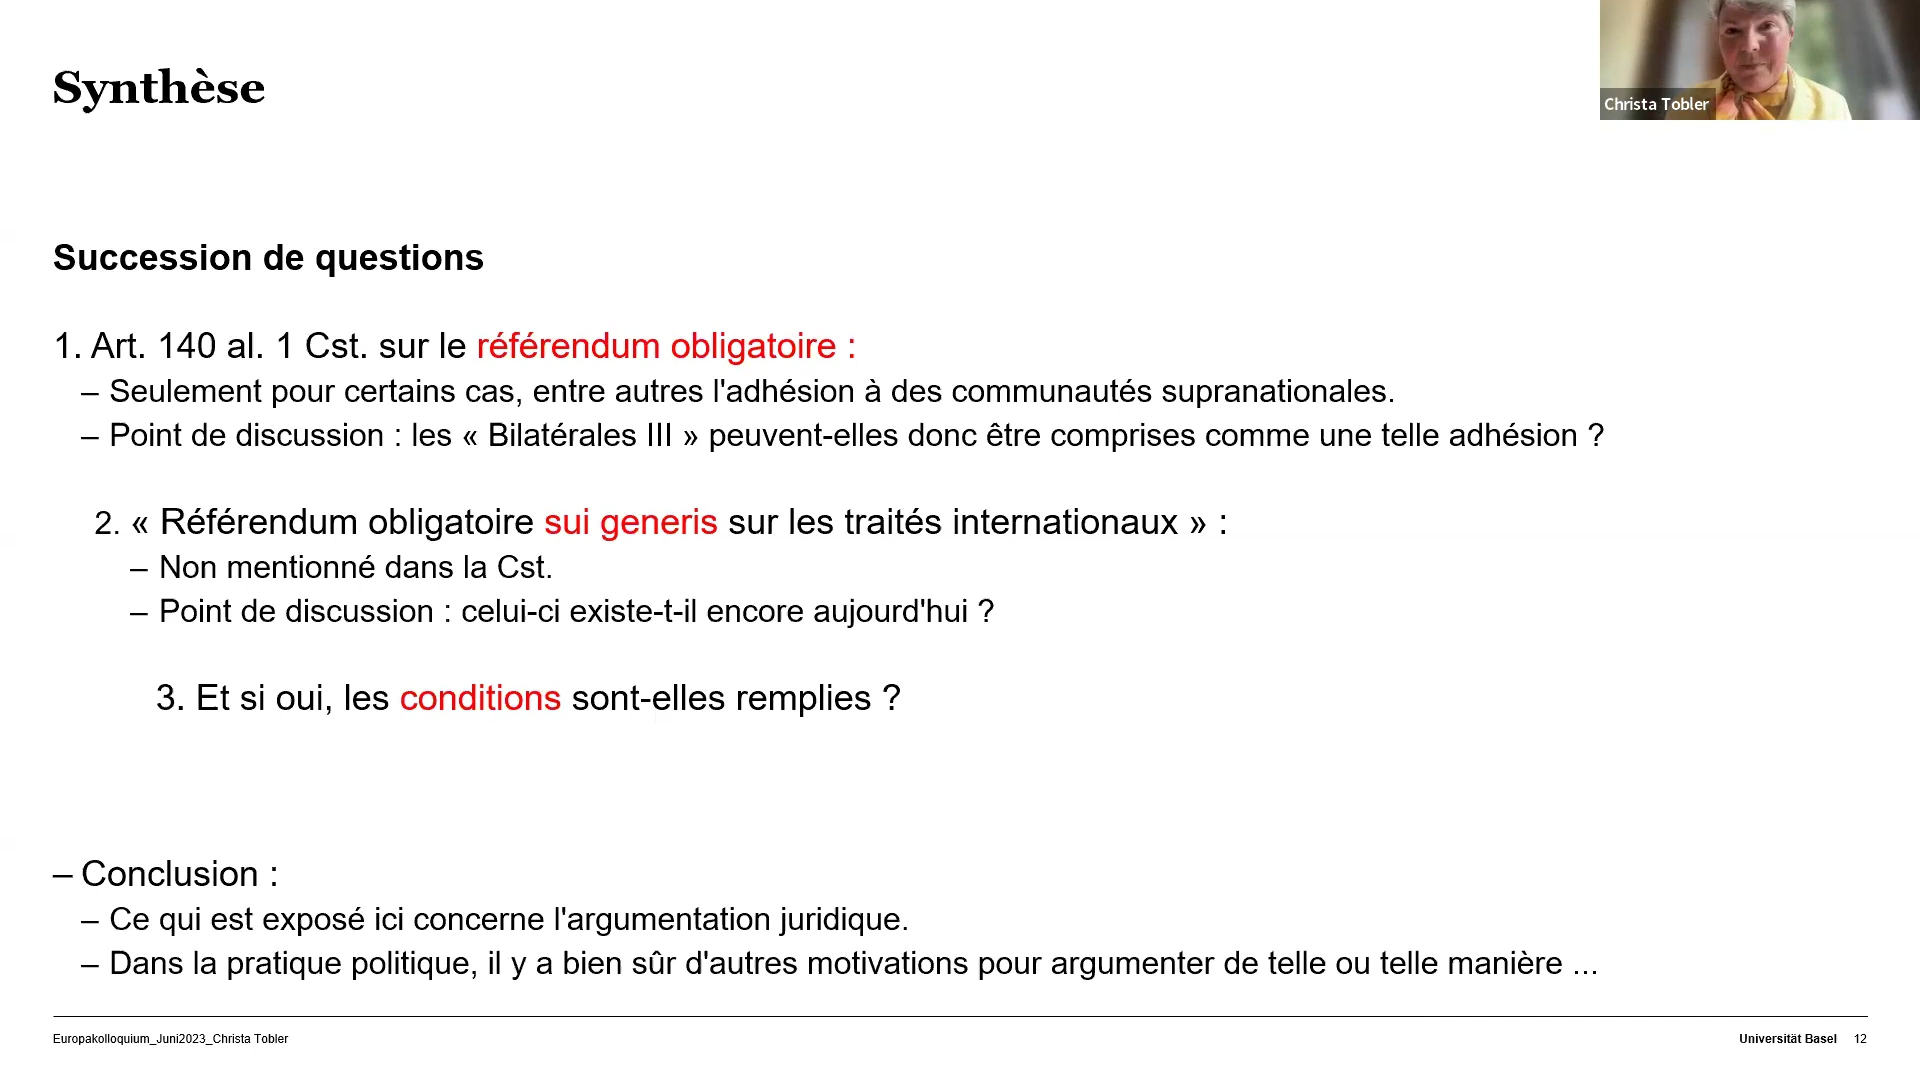 Synthèse
Christa Tobler
Succession de questions
1. Art. 140 al. 1 Cst. sur le référendum obligatoire :
– Seulement pour certains cas, entre autres l'adhésion à des communautés supranationales.
– Point de discussion : les « Bilatérales III » peuvent-elles donc être comprises comme une telle adhésion ?
2. « Référendum obligatoire sui generis sur les traités internationaux » :
– Non mentionné dans la Cst.
– Point de discussion : celui-ci existe-t-il encore aujourd'hui ?
3. Et si oui, les conditions sont-elles remplies ?
– Conclusion :
– Ce qui est exposé ici concerne l'argumentation juridique.
– Dans la pratique politique, il y a bien sûr d'autres motivations pour argumenter de telle ou telle manière ...
Europakolloquium_Juni2023_Christa Tobler
Universität Basel 12